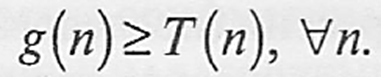 g(n) ≥ T(n), ∀n.